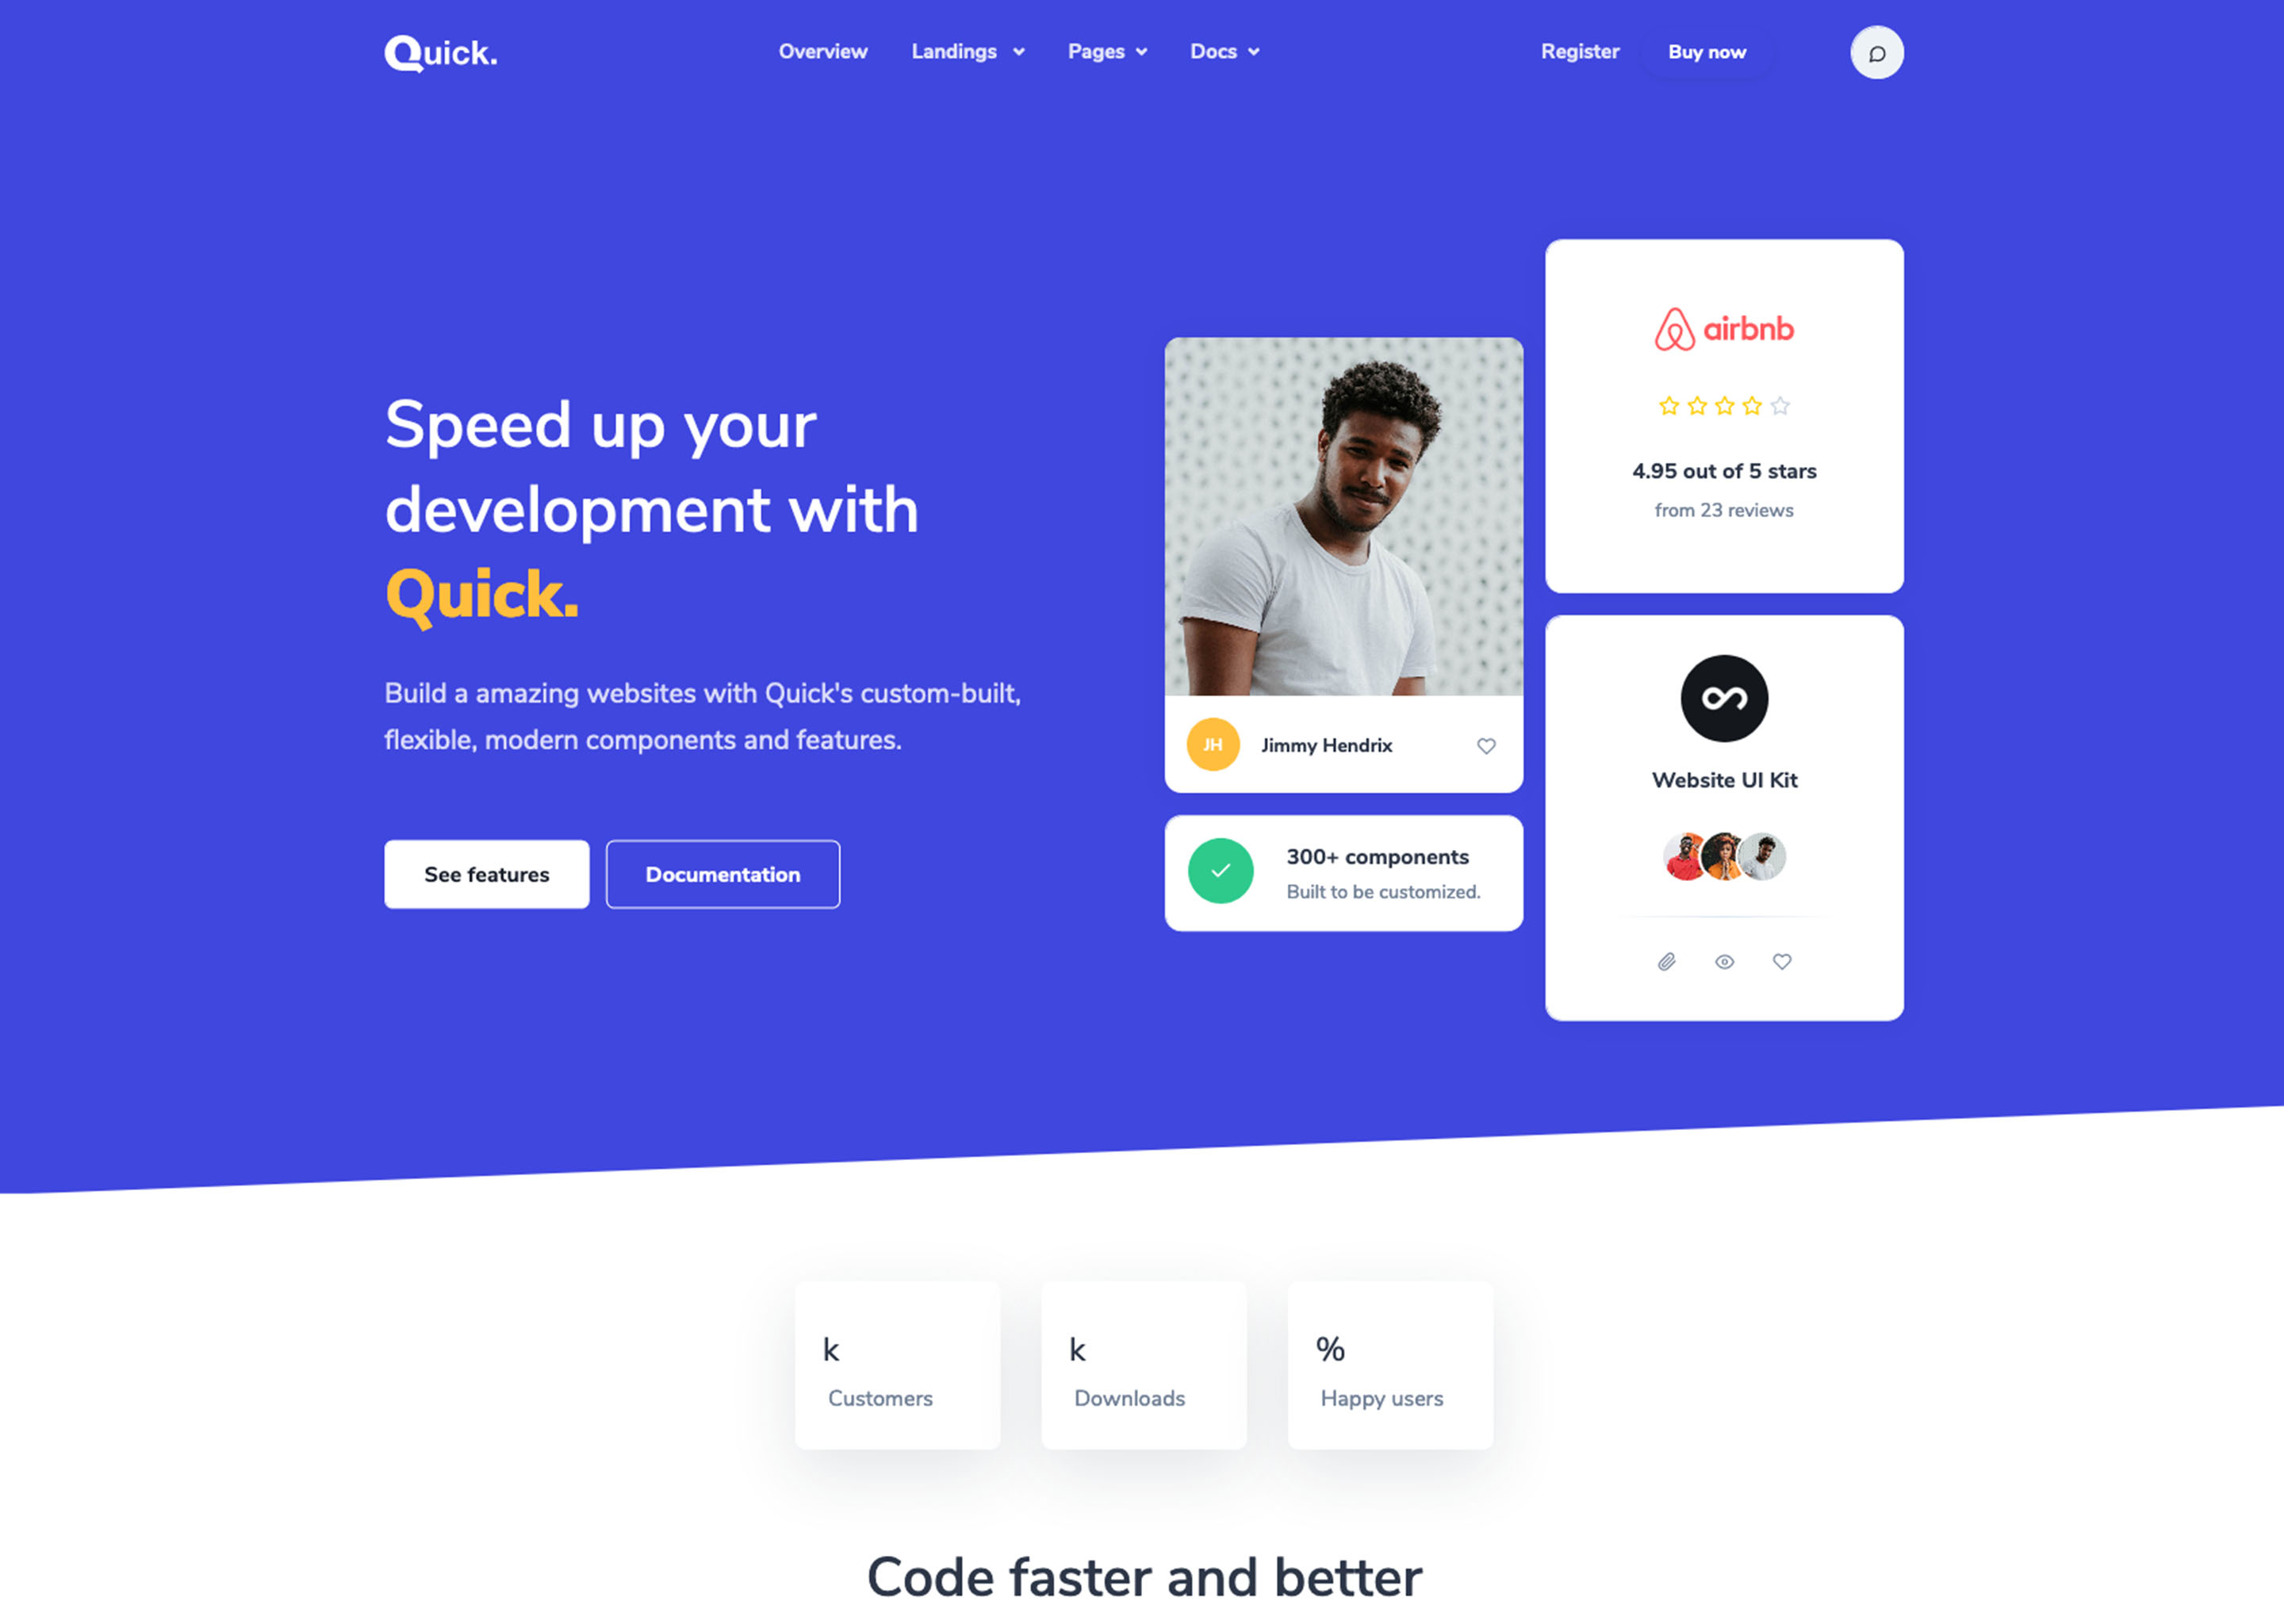 Quick.
Overview Landings Pages Docs Register Buy now
Speed up your
development with
Quick.
Build a amazing websites with Quick's custom-built,
flexible, modern components and features.
See features Documentation
JH Jimmy Hendrix
300+ components
Built to be customized.
airbnb
4.95 out of 5 stars
from 23 reviews
Website UI Kit
k
Customers
k
Downloads
%
Happy users
Code faster and better